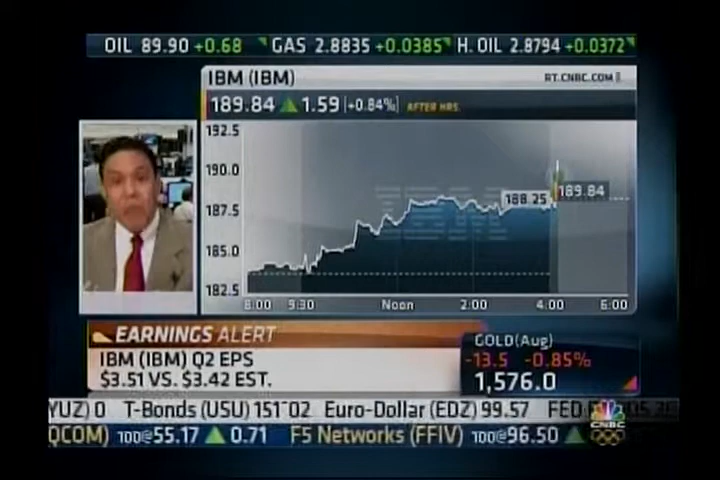 OIL 89.90 +0.68 GAS 2.8835 +0.0385 H. OIL 2.8794 +0.0372
IBM (IBM) RT.CNBC.COM
189.84 1.59 [+0.84%] AFTER HRS.
192.5
190.0
187.5
185.0
182.5
IBM
188.25
189.84
8:00 9:30 Noon 2:00 4:00 6:00
EARNINGS ALERT
IBM (IBM) Q2 EPS
$3.51 VS. $3.42 EST.
GOLD(Aug)
-13.5 -0.85%
1,576.0
YUZ) 0 T-Bonds (USU) 151-02 Euro-Dollar (EDZ) 99.57 FED
CNBC
QCOM) 100@55.17 0.71 F5 Networks (FFIV) 100@96.50